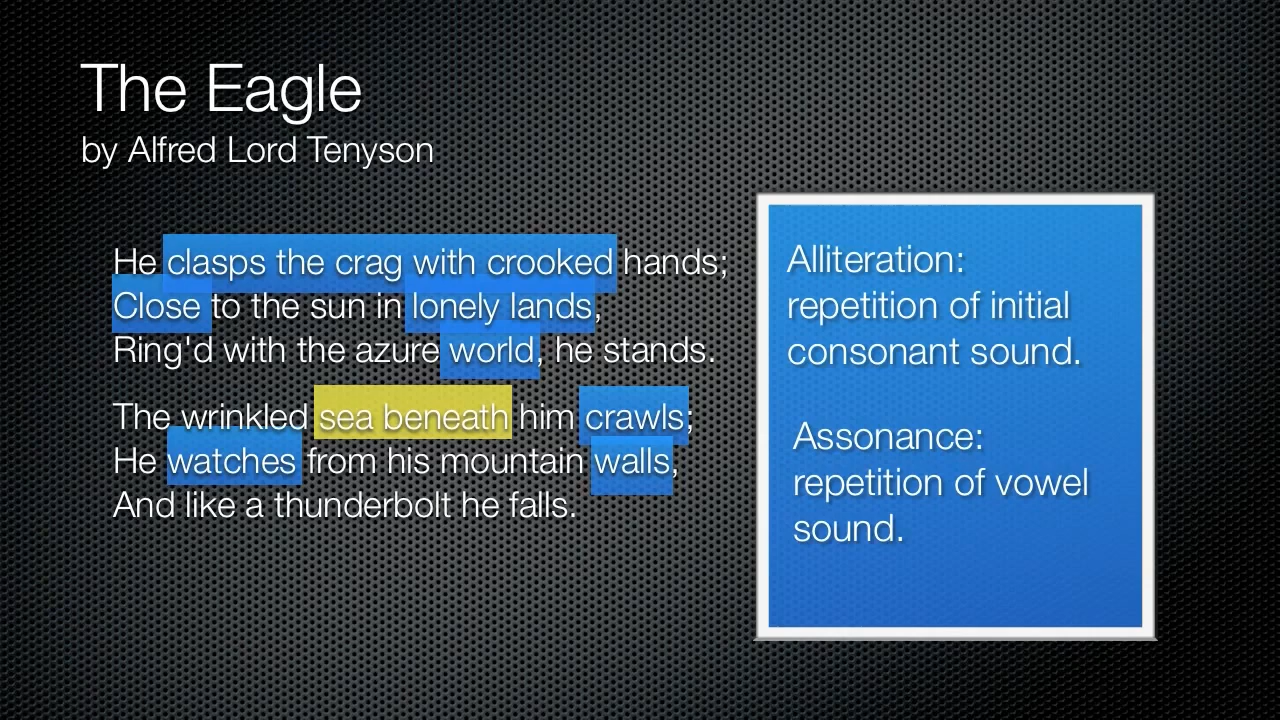 The Eagle
by Alfred Lord Tenyson
He clasps the crag with crooked hands;
Close to the sun in lonely lands,
Ring'd with the azure world, he stands.
The wrinkled sea beneath him crawls;
He watches from his mountain walls,
And like a thunderbolt he falls.
Alliteration:
repetition of initial
consonant sound.
Assonance:
repetition of vowel
sound.